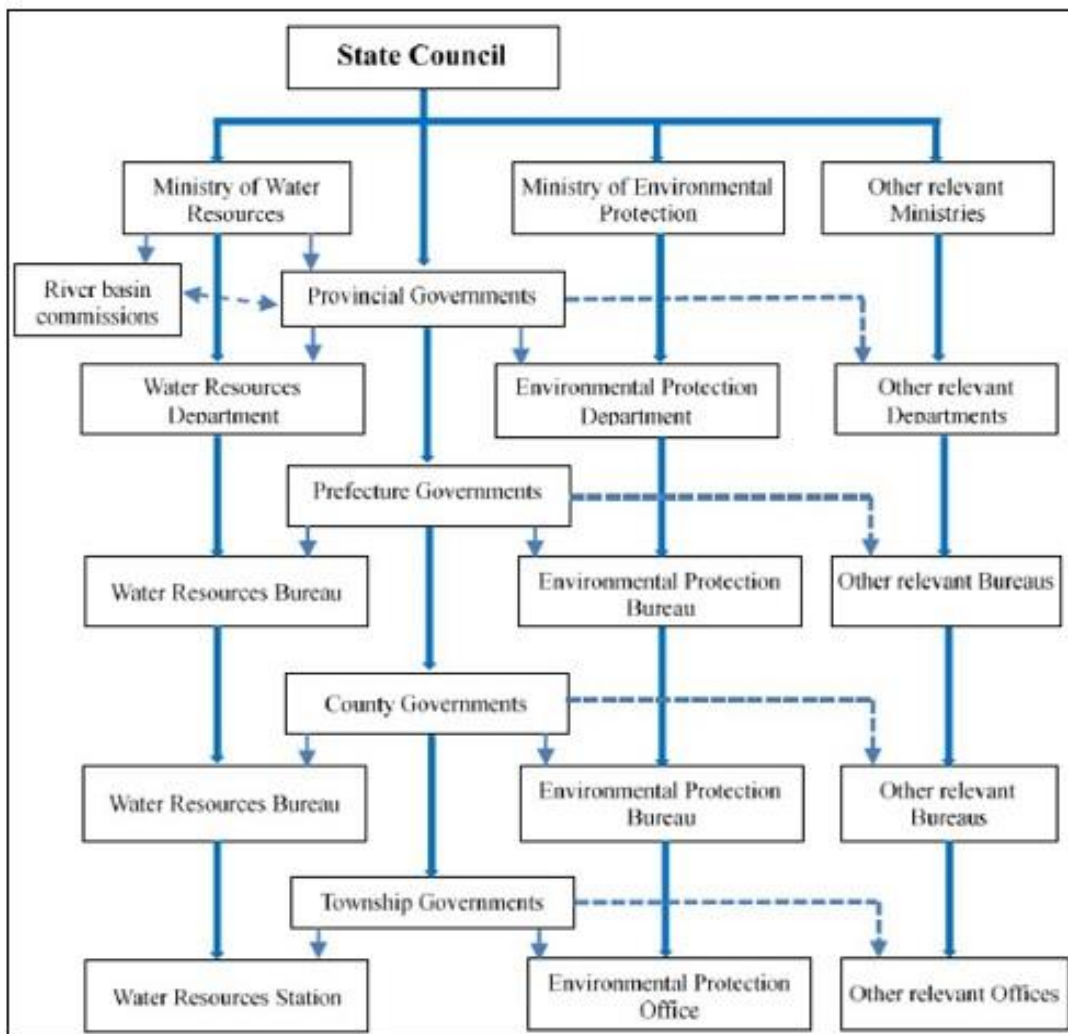 State Council
Ministry of Water
Resources
Ministry of Environmental
Protection
Other relevant
Ministries
River basin
commissions
Provincial Governments
Water Resources
Department
Environmental Protection
Department
Other relevant
Departments
Prefecture Governments
Water Resources Bureau
Environmental Protection
Bureau
Other relevant Bureaus
County Governments
Water Resources Bureau
Environmental Protection
Bureau
Other relevant
Bureaus
Township Governments
Water Resources Station
Environmental Protection
Office
Other relevant Offices